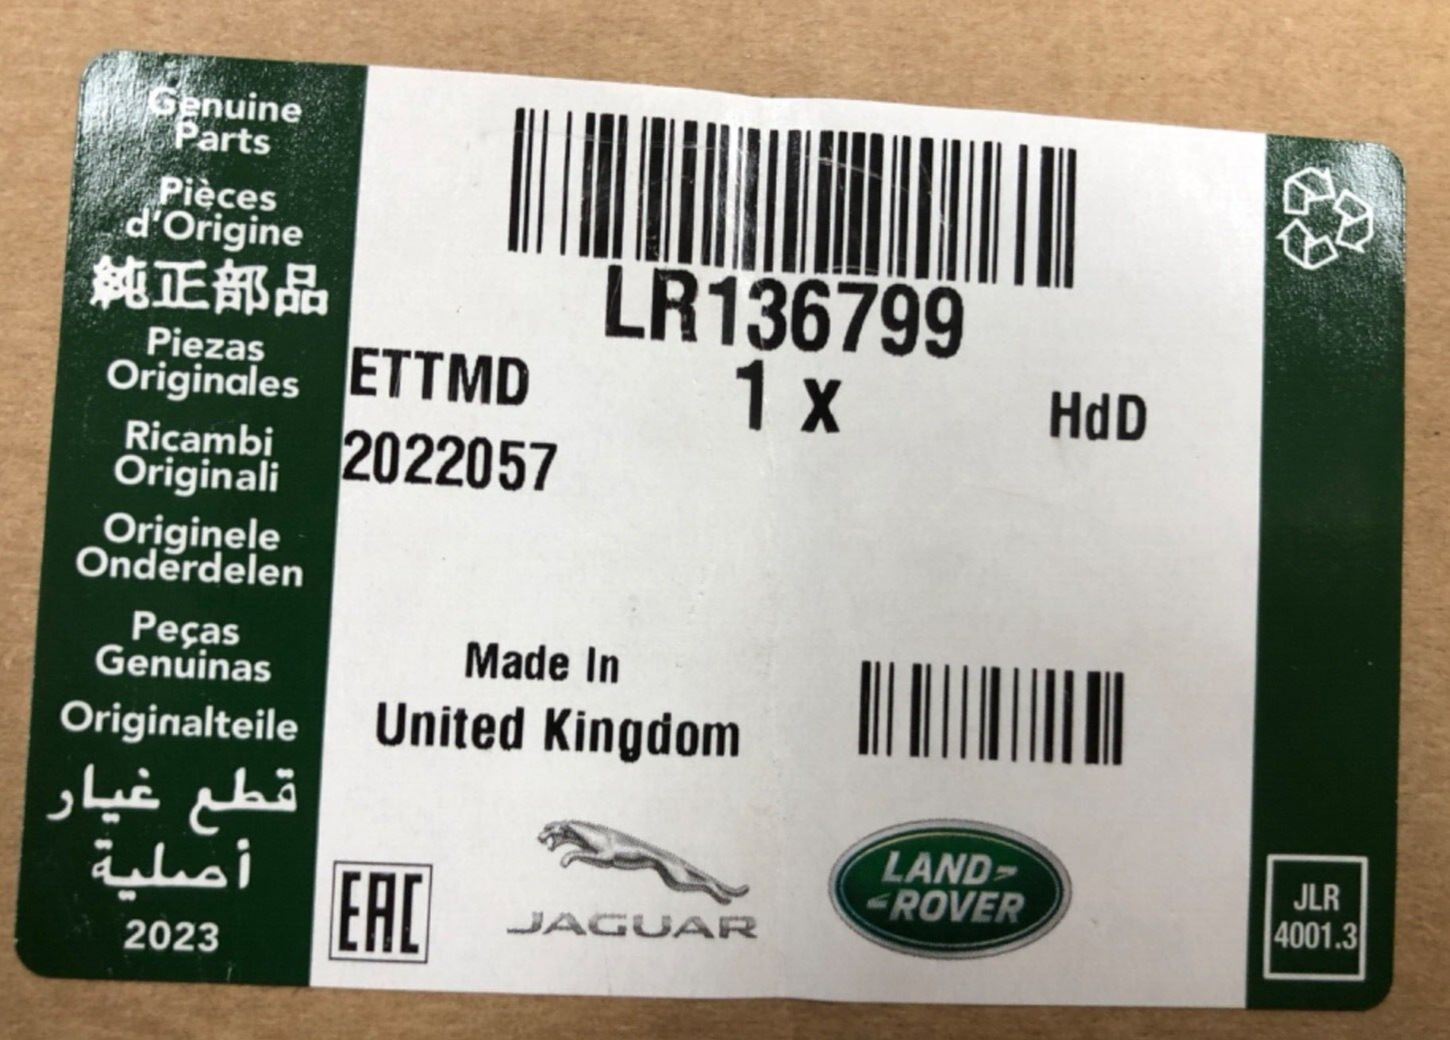 Genuine
Parts
Pièces
d'Origine
純正部品
Piezas
Originales
Ricambi
Originali
Originele
Onderdelen
Peças
Genuinas
Originalteile
قطع غيار
أصلية
2023
LR136799
ETTMD
1 x
HdD
2022057
Made In
United Kingdom
EAC
JAGUAR
LAND
ROVER
JLR
4001.3